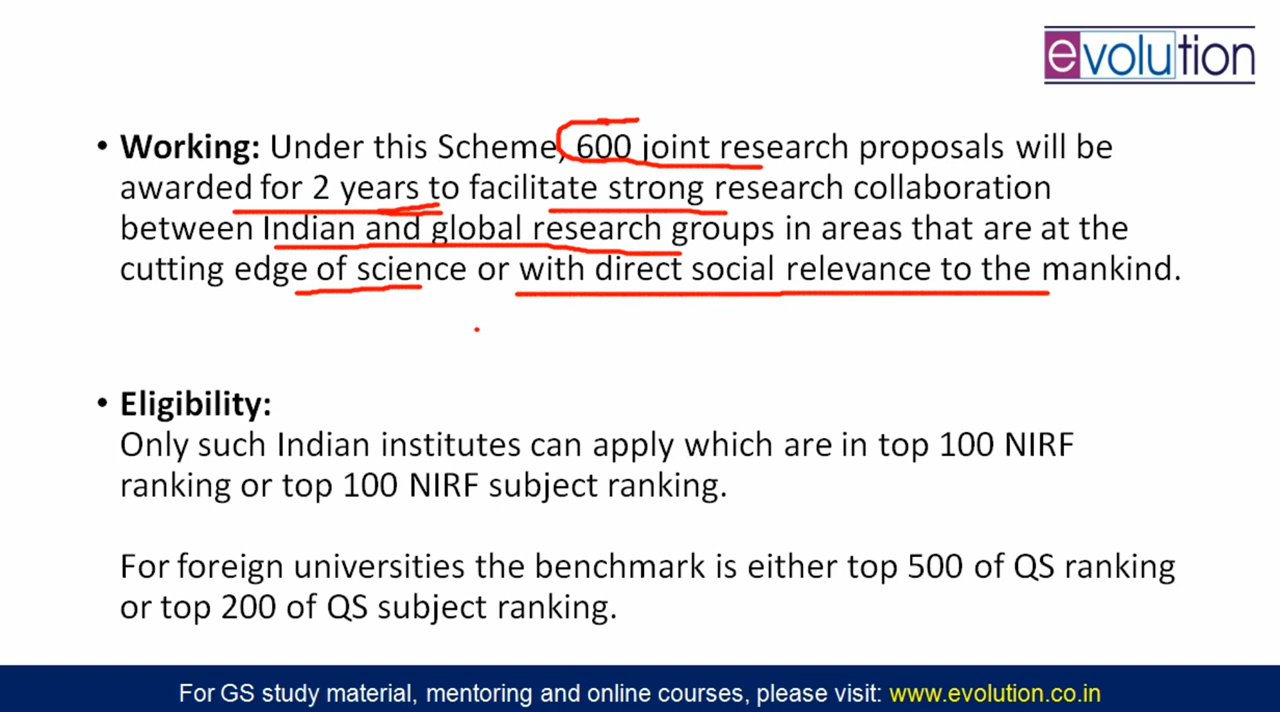 evolution
• Working: Under this Scheme, 600 joint research proposals will be
awarded for 2 years to facilitate strong research collaboration
between Indian and global research groups in areas that are at the
cutting edge of science or with direct social relevance to the mankind.
• Eligibility:
Only such Indian institutes can apply which are in top 100 NIRF
ranking or top 100 NIRF subject ranking.
For foreign universities the benchmark is either top 500 of QS ranking
or top 200 of QS subject ranking.
For GS study material, mentoring and online courses, please visit: www.evolution.co.in